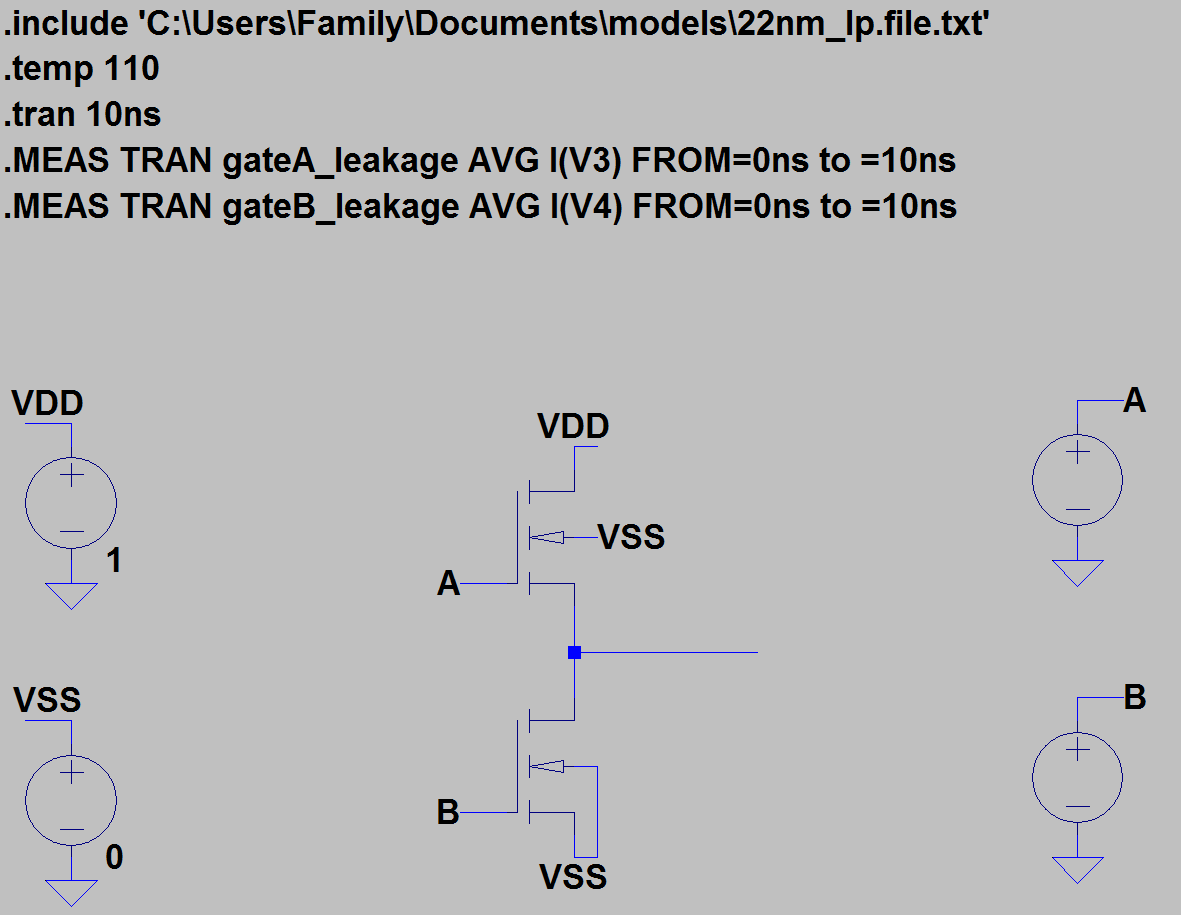 .include 'C:\Users\Family\Documents\models\22nm_lp.file.txt'
.temp 110
.tran 10ns
.MEAS TRAN gateA_leakage AVG I(V3) FROM=0ns to =10ns
.MEAS TRAN gateB_leakage AVG I(V4) FROM=0ns to =10ns
VDD
1
VSS
0
VDD
VSS
A
B
VSS
A
B